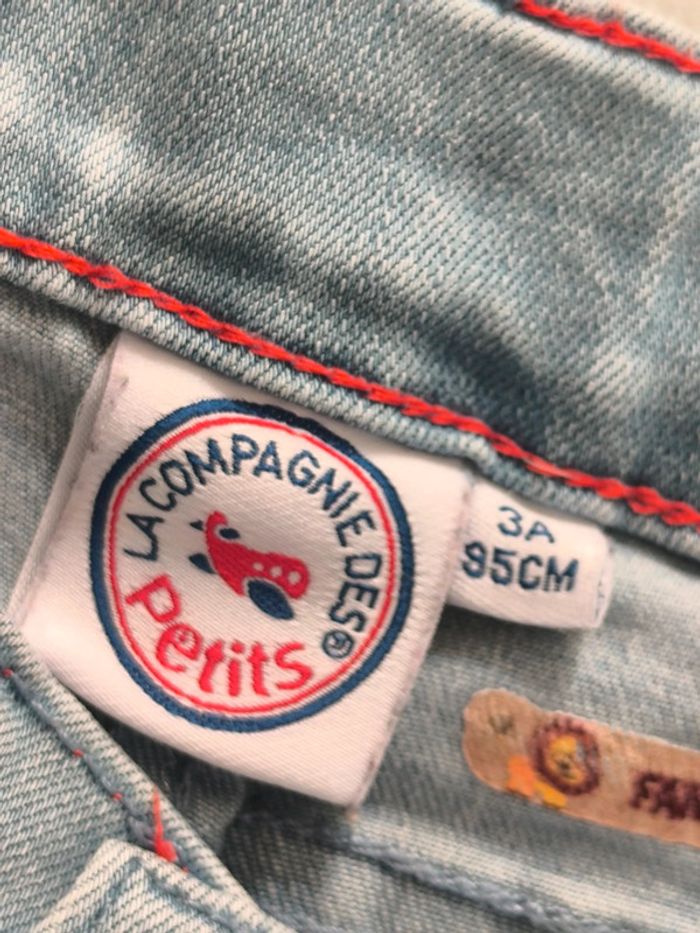 LA COMPAGNIE DES®
Petits
3A
95CM